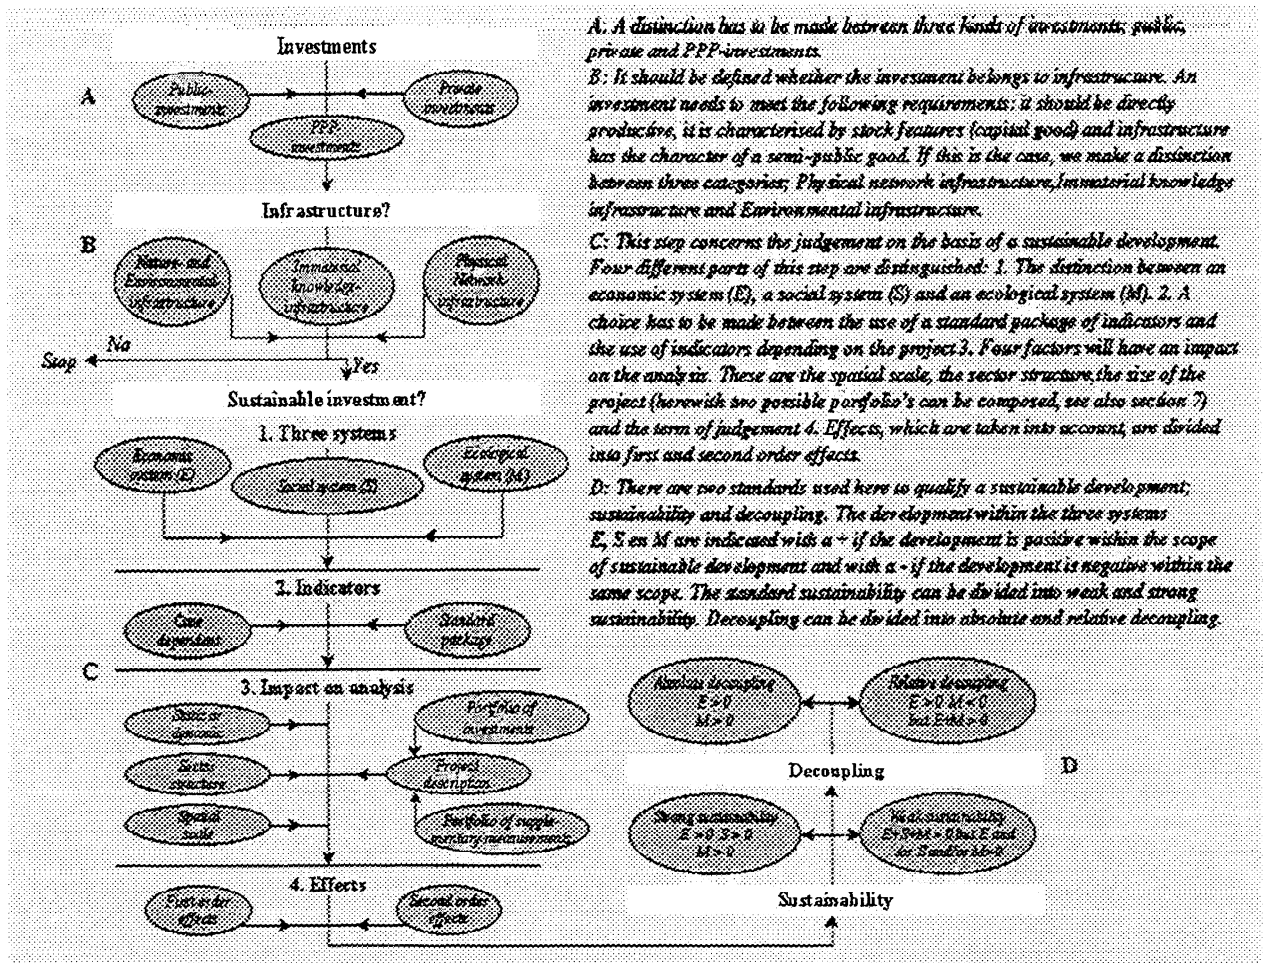 Investments
A
Public-
investments
Private
investments
PPP-
investments
Infrastructure?
B
Nature- and
Environmental-
infrastructure
Immaterial
knowledge-
infrastructure
Physical
Network-
infrastructure
No
Stop
Yes
Sustainable investment?
1. Three systems
Economic
system (E)
Social system (S)
Ecological
system (M)
2. Indicators
Case
dependent
Standard
package
C
3. Impact on analysis
Static or
dynamic
Sector
structure
Spatial
scale
Portfolio of
investments
Project
description
Portfolio of supple-
mentary measurements
4. Effects
First order
effects
Second order
effects
A: A distinction has to be made between three kinds of investments; public,
private and PPP-investments.
B: It should be defined whether the investment belongs to infrastructure. An
investment needs to meet the following requirements: it should be directly
productive, it is characterised by stock features (capital good) and infrastructure
has the character of a semi-public good. If this is the case, we make a distinction
between three categories; Physical network infrastructure, Immaterial knowledge
infrastructure and Environmental infrastructure.
C: This step concerns the judgement on the basis of a sustainable development.
Four different parts of this step are distinguished: 1. The distinction between an
economic system (E), a social system (S) and an ecological system (M). 2. A
choice has to be made between the use of a standard package of indicators and
the use of indicators depending on the project 3. Four factors will have an impact
on the analysis. These are the spatial scale, the sector structure, the size of the
project (herewith two possible portfolio's can be composed, see also section 7)
and the term of judgement 4. Effects, which are taken into account, are divided
into first and second order effects.
D: There are two standards used here to qualify a sustainable development;
sustainability and decoupling. The development within the three systems
E, S en M are indicated with a + if the development is positive within the scope
of sustainable development and with a - if the development is negative within the
same scope. The standard sustainability can be divided into weak and strong
sustainability. Decoupling can be divided into absolute and relative decoupling.
Absolute decoupling
E > 0
M > 0
Relative decoupling
E > 0 M < 0
but E+M > 0
Decoupling
D
Strong sustainability
E > 0 S > 0
M > 0
Weak sustainability
E+S+M > 0 but E and
/or S and/or M<0
Sustainability